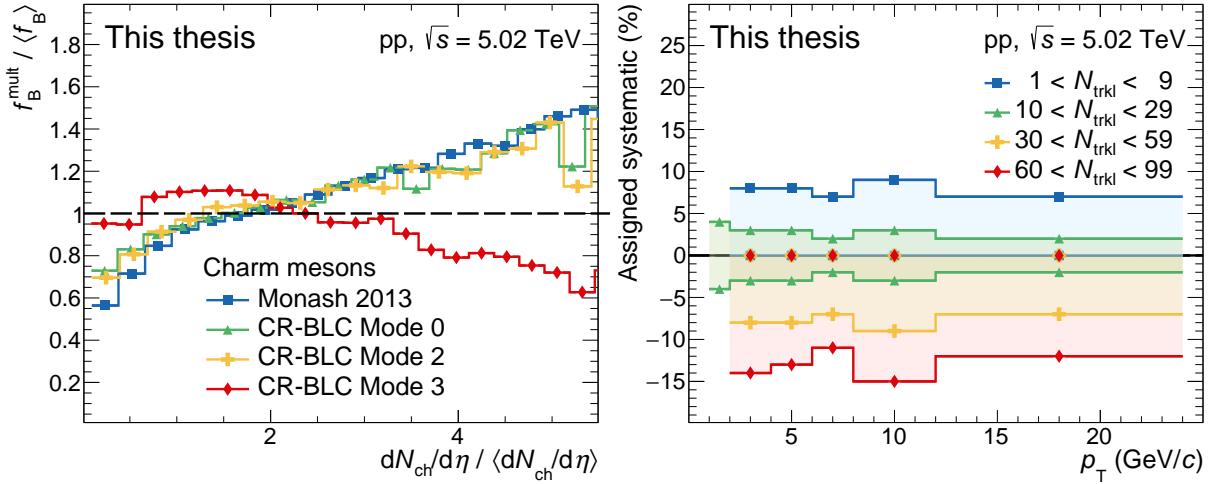 This thesis
pp, √s = 5.02 TeV
f_B^mult / ⟨f_B⟩
1.8
1.6
1.4
1.2
1
0.8
0.6
0.4
0.2
Charm mesons
Monash 2013
CR-BLC Mode 0
CR-BLC Mode 2
CR-BLC Mode 3
2
4
dN_ch/dη / ⟨dN_ch/dη⟩
This thesis
pp, √s = 5.02 TeV
Assigned systematic (%)
1 < N_trkl < 9
10 < N_trkl < 29
30 < N_trkl < 59
60 < N_trkl < 99
25
20
15
10
5
0
−5
−10
−15
5
10
15
20
p_T (GeV/c)